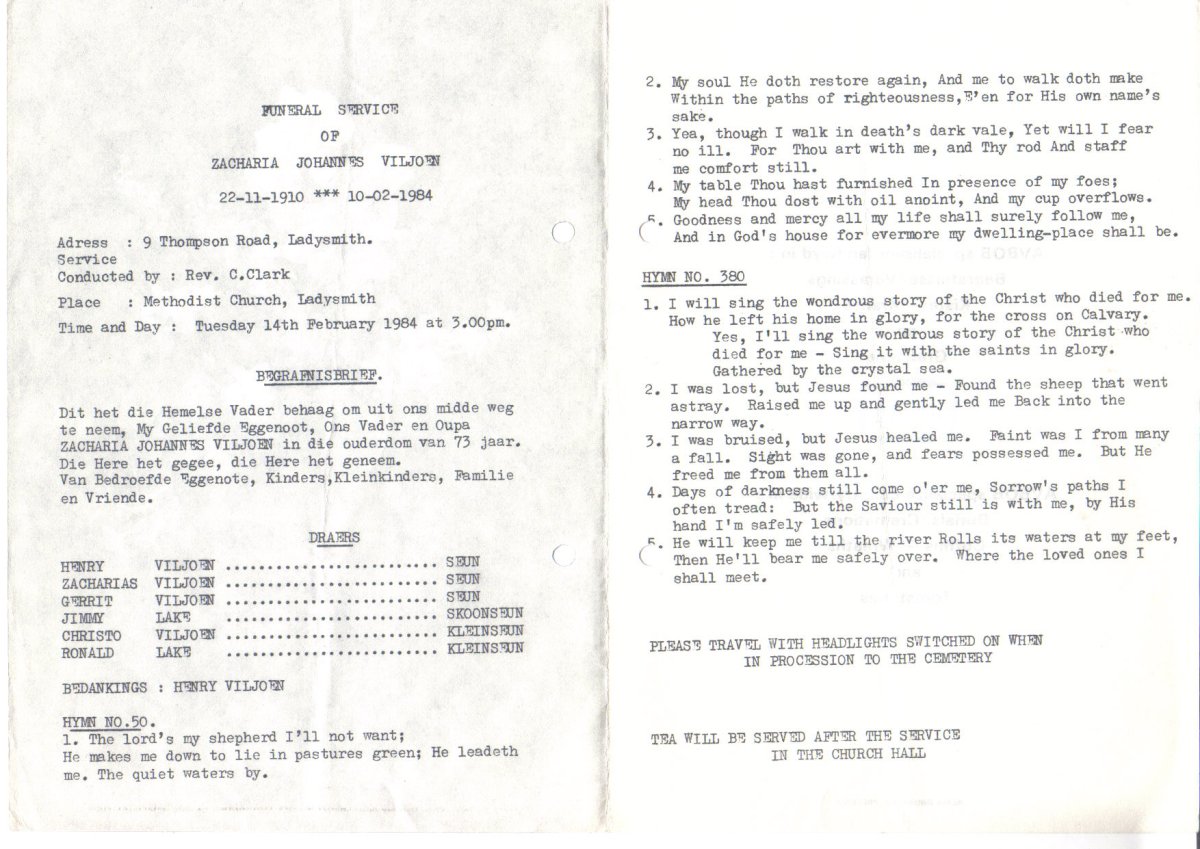 FUNERAL SERVICE
OF
ZACHARIA JOHANNES VILJOEN
22-11-1910 *** 10-02-1984
Adress : 9 Thompson Road, Ladysmith.
Service
Conducted by : Rev. C.Clark
Place : Methodist Church, Ladysmith
Time and Day : Tuesday 14th February 1984 at 3.00pm.
BEGRAFNISBRIEF.
Dit het die Hemelse Vader behaag om uit ons midde weg
te neem, My Geliefde Eggenoot, Ons Vader en Oupa
ZACHARIA JOHANNES VILJOEN in die ouderdom van 73 jaar.
Die Here het gegee, die Here het geneem.
Van Bedroefde Eggenote, Kinders,Kleinkinders, Familie
en Vriende.
DRAERS
HENRY VILJOEN .......................... SEUN
ZACHARIAS VILJOEN .......................... SEUN
GERRIT VILJOEN .......................... SEUN
JIMMY LAKE .......................... SKOONSEUN
CHRISTO VILJOEN .......................... KLEINSEUN
RONALD LAKE .......................... KLEINSEUN
BEDANKINGS : HENRY VILJOEN
HYMN NO.50.
1. The lord's my shepherd I'll not want;
He makes me down to lie in pastures green; He leadeth
me. The quiet waters by.
2. My soul He doth restore again, And me to walk doth make
Within the paths of righteousness,E'en for His own name's
sake.
3. Yea, though I walk in death's dark vale, Yet will I fear
no ill. For Thou art with me, and Thy rod And staff
me comfort still.
4. My table Thou hast furnished In presence of my foes;
My head Thou dost with oil anoint, And my cup overflows.
5. Goodness and mercy all my life shall surely follow me,
And in God's house for evermore my dwelling-place shall be.
HYMN NO. 380
1. I will sing the wondrous story of the Christ who died for me.
How he left his home in glory, for the cross on Calvary.
Yes, I'll sing the wondrous story of the Christ who
died for me - Sing it with the saints in glory.
Gathered by the crystal sea.
2. I was lost, but Jesus found me - Found the sheep that went
astray. Raised me up and gently led me Back into the
narrow way.
3. I was bruised, but Jesus healed me. Faint was I from many
a fall. Sight was gone, and fears possessed me. But He
freed me from them all.
4. Days of darkness still come o'er me, Sorrow's paths I
often tread: But the Saviour still is with me, by His
hand I'm safely led.
5. He will keep me till the river Rolls its waters at my feet,
Then He'll bear me safely over. Where the loved ones I
shall meet.
PLEASE TRAVEL WITH HEADLIGHTS SWITCHED ON WHEN
IN PROCESSION TO THE CEMETERY
TEA WILL BE SERVED AFTER THE SERVICE
IN THE CHURCH HALL